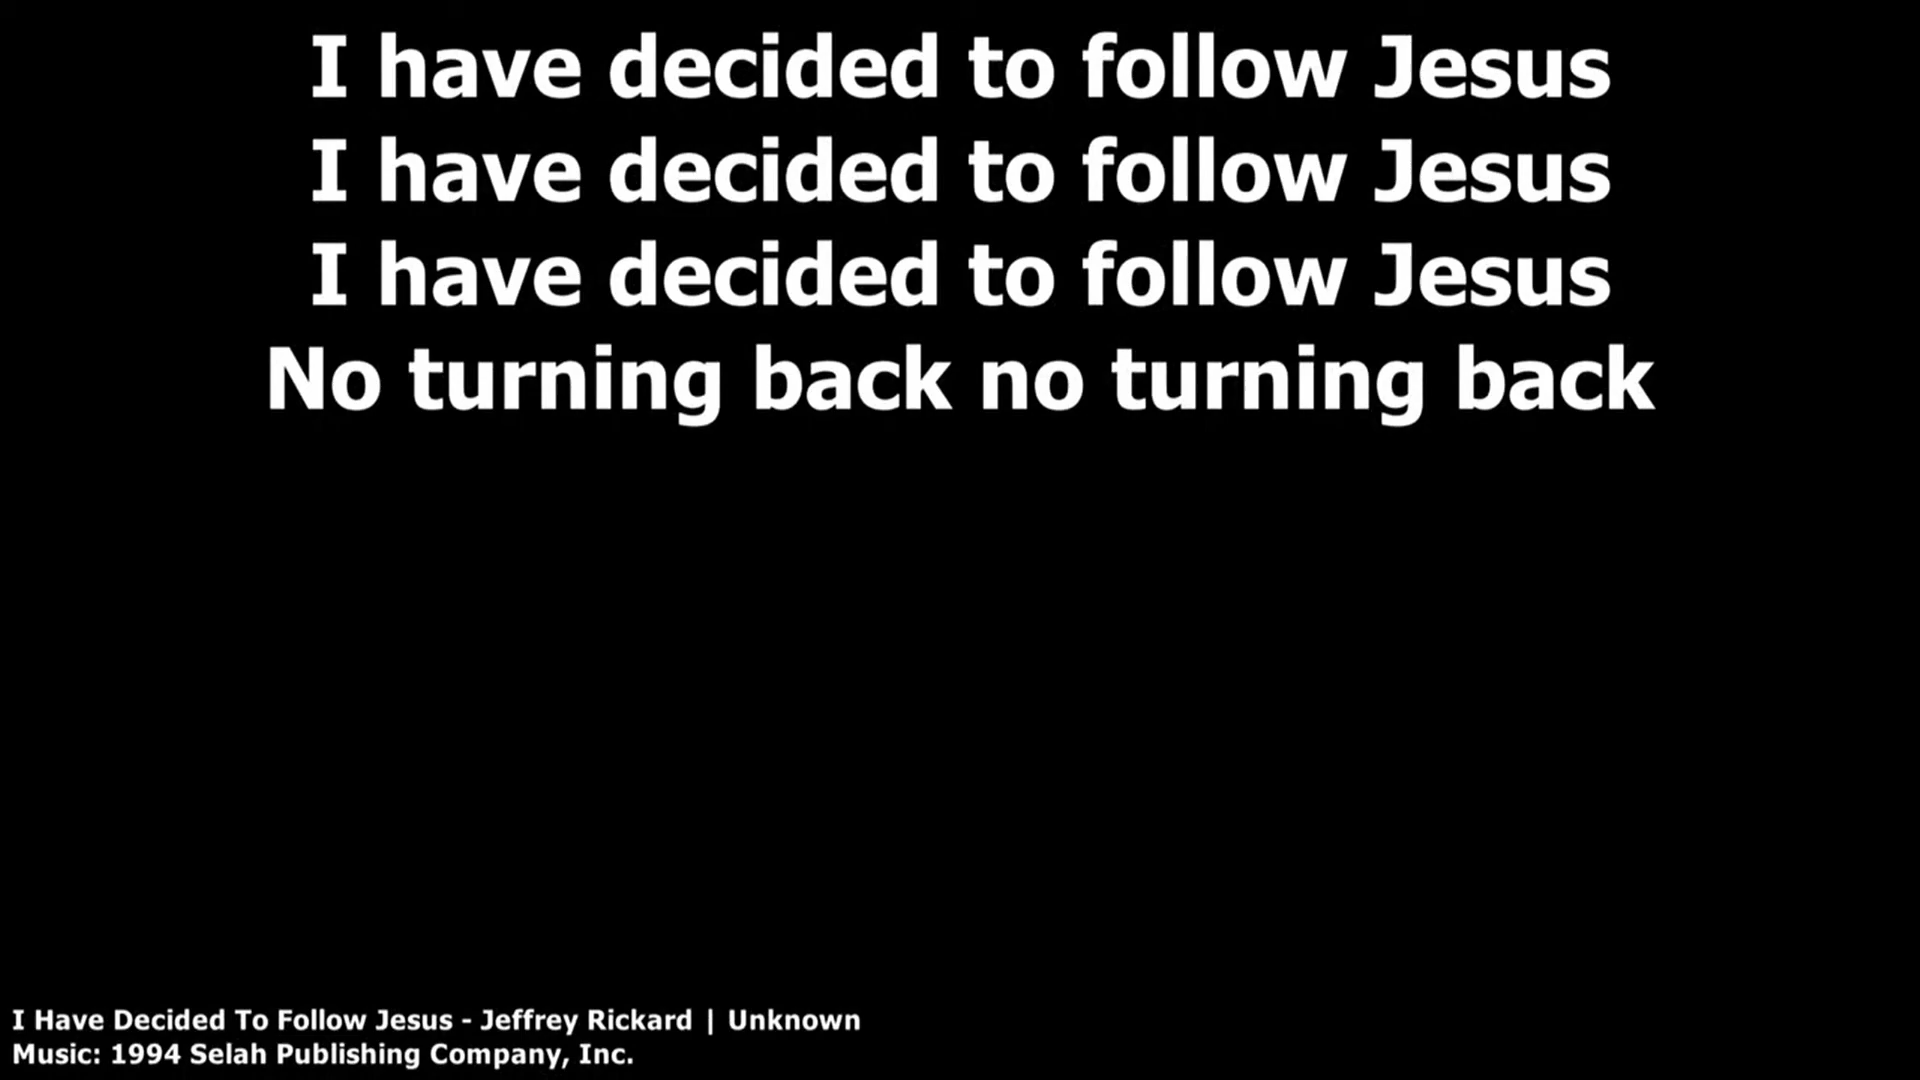 I have decided to follow Jesus
I have decided to follow Jesus
I have decided to follow Jesus
No turning back no turning back
I Have Decided To Follow Jesus - Jeffrey Rickard | Unknown
Music: 1994 Selah Publishing Company, Inc.